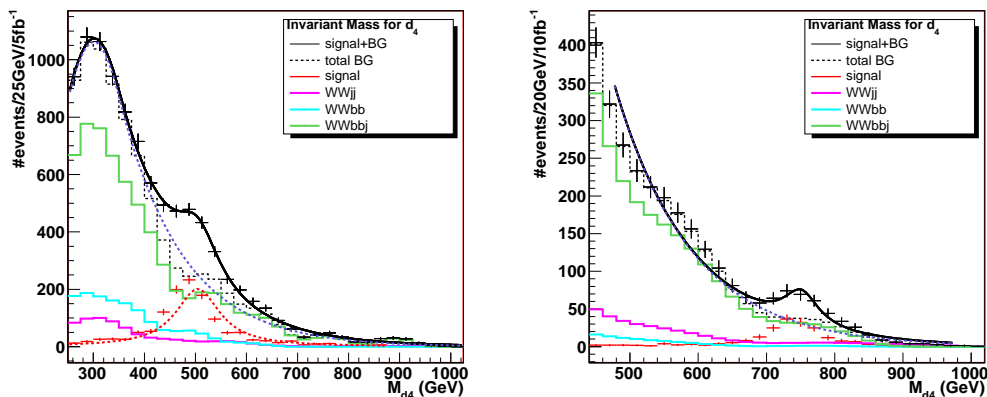 #events/25GeV/5fb⁻¹
1000
800
600
400
200
0
Invariant Mass for d₄
signal+BG
total BG
signal
WWjj
WWbb
WWbbj
300 400 500 600 700 800 900 1000
M_d4 (GeV)
#events/20GeV/10fb⁻¹
400
350
300
250
200
150
100
50
0
Invariant Mass for d₄
signal+BG
total BG
signal
WWjj
WWbb
WWbbj
500 600 700 800 900 1000
M_d4 (GeV)